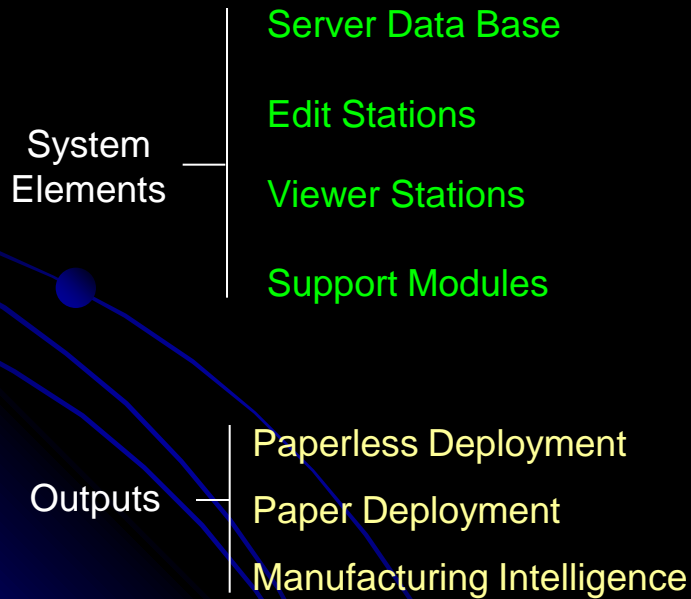 System
Elements
Server Data Base
Edit Stations
Viewer Stations
Support Modules
Outputs
Paperless Deployment
Paper Deployment
Manufacturing Intelligence